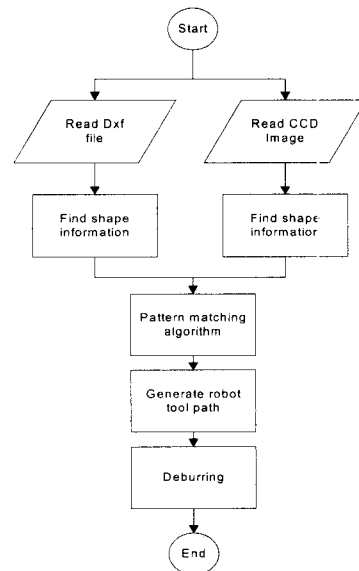 Start
Read Dxf
file
Read CCD
Image
Find shape
information
Find shape
information
Pattern matching
algorithm
Generate robot
tool path
Deburring
End